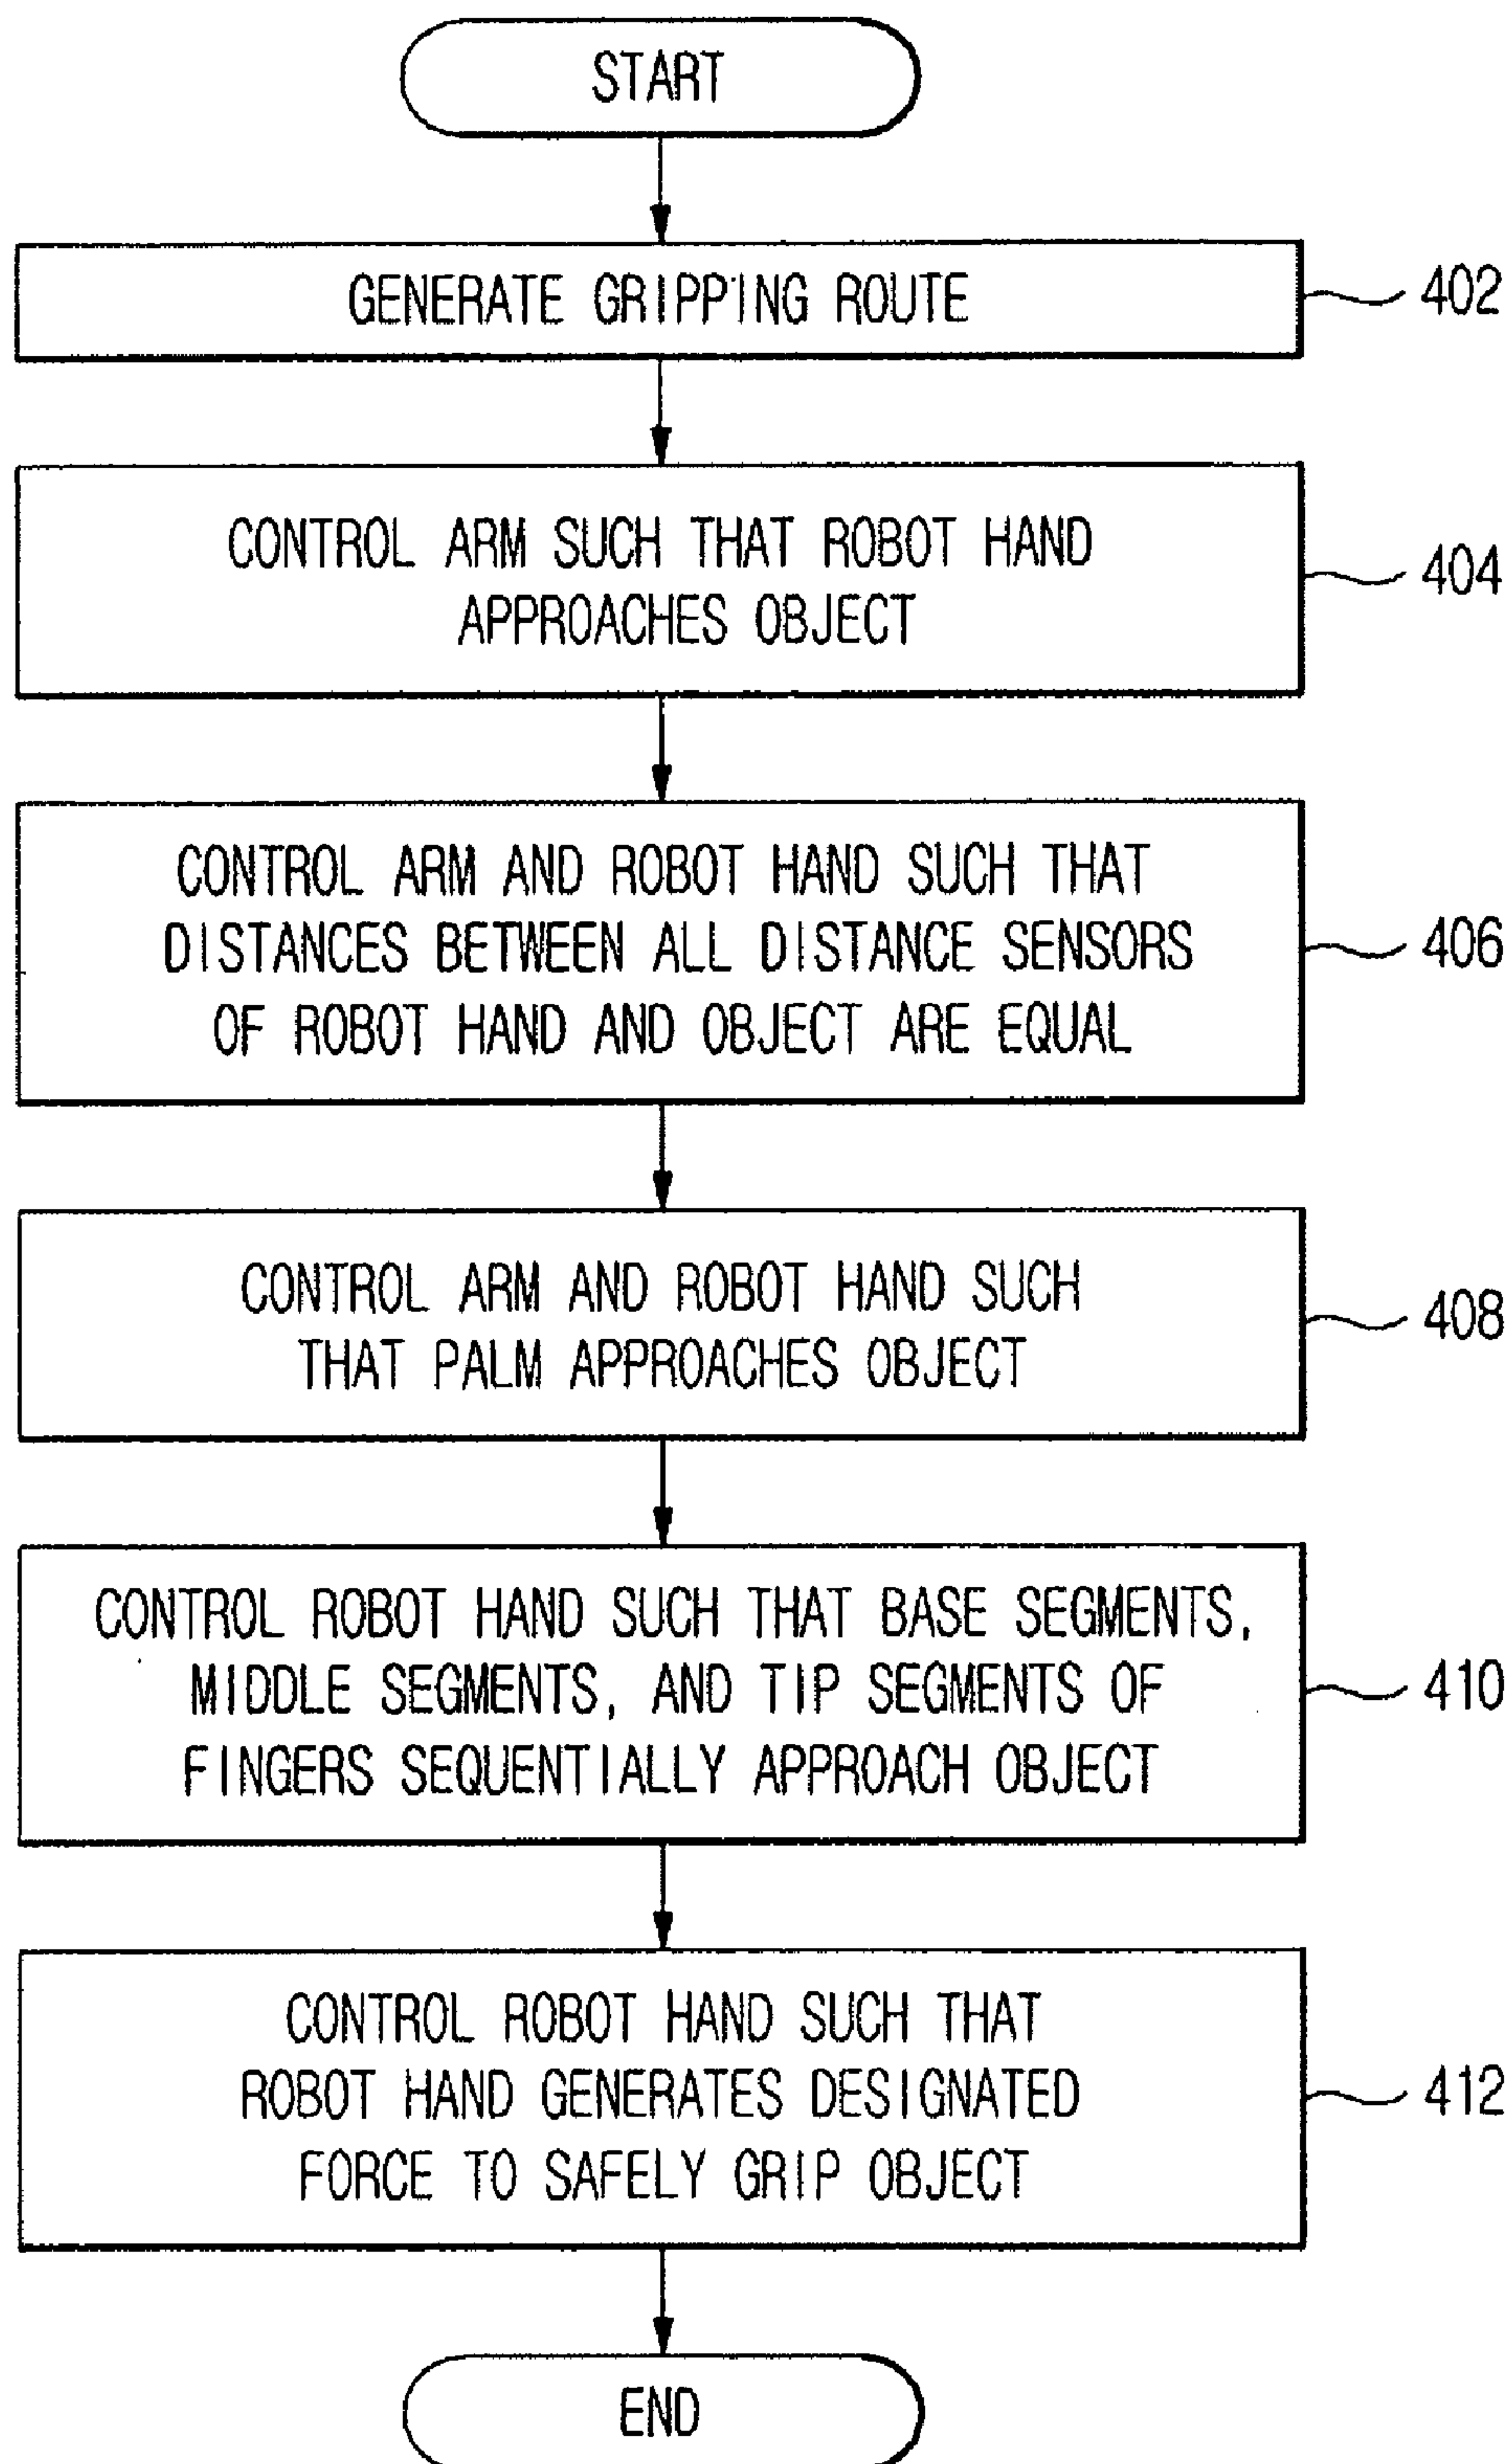 START
GENERATE GRIPPING ROUTE
402
CONTROL ARM SUCH THAT ROBOT HAND
APPROACHES OBJECT
404
CONTROL ARM AND ROBOT HAND SUCH THAT
DISTANCES BETWEEN ALL DISTANCE SENSORS
OF ROBOT HAND AND OBJECT ARE EQUAL
406
CONTROL ARM AND ROBOT HAND SUCH
THAT PALM APPROACHES OBJECT
408
CONTROL ROBOT HAND SUCH THAT BASE SEGMENTS,
MIDDLE SEGMENTS, AND TIP SEGMENTS OF
FINGERS SEQUENTIALLY APPROACH OBJECT
410
CONTROL ROBOT HAND SUCH THAT
ROBOT HAND GENERATES DESIGNATED
FORCE TO SAFELY GRIP OBJECT
412
END